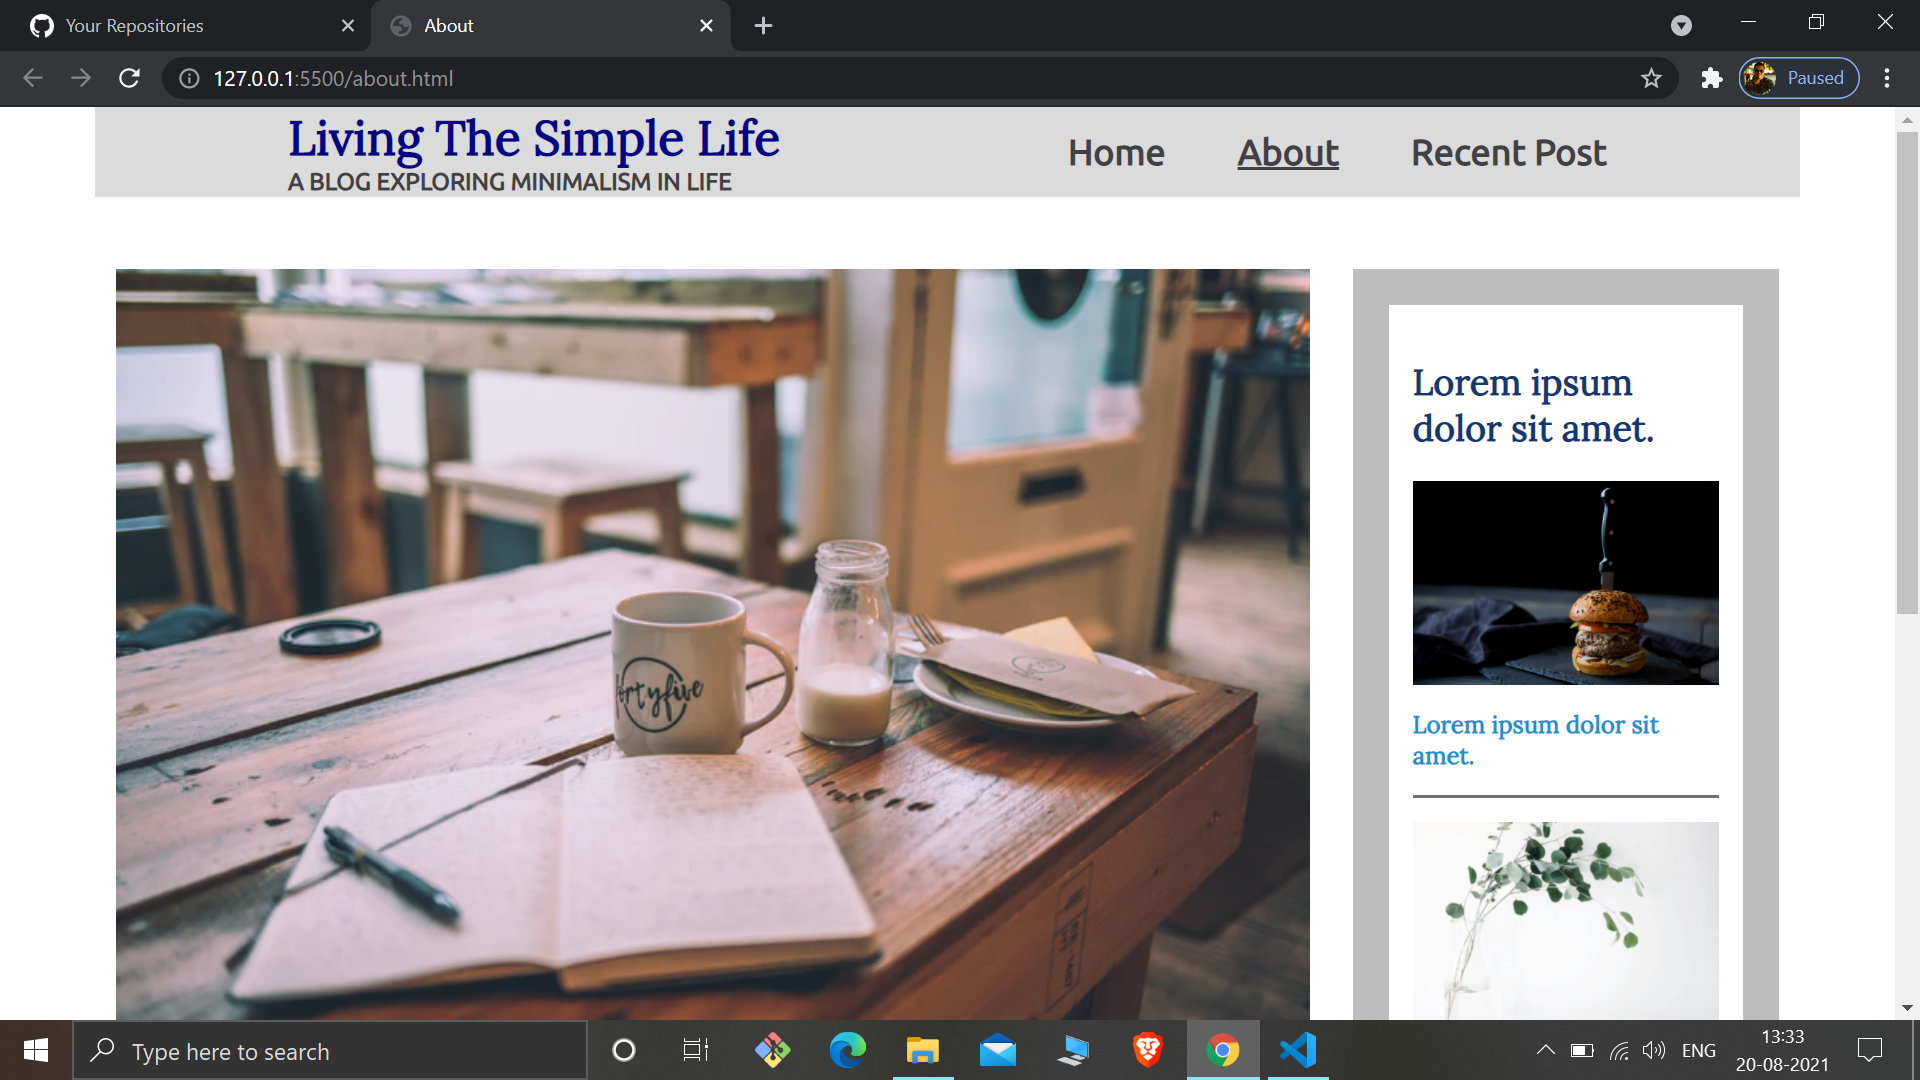 Your Repositories
About
127.0.0.1:5500/about.html
Paused
Living The Simple Life
A BLOG EXPLORING MINIMALISM IN LIFE
Home
About
Recent Post
Lorem ipsum
dolor sit amet.
fortyfive
Lorem ipsum dolor sit
amet.
Type here to search
ENG
13:33
20-08-2021